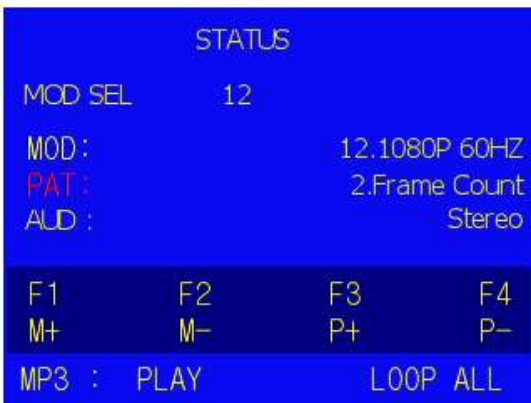 STATUS
MOD SEL 12
MOD: 12.1080P 60HZ
PAT: 2.Frame Count
AUD : Stereo
F1 F2 F3 F4
M+ M- P+ P-
MP3 : PLAY LOOP ALL